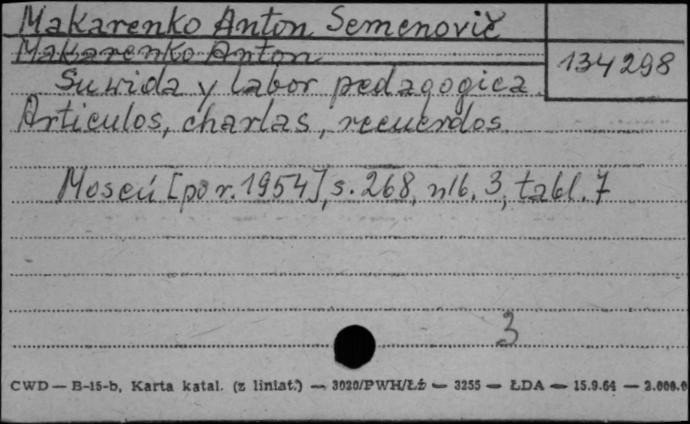 Makarenko Anton Semenovič
Makarenko Anton
134298
Su vida y labor pedagogica
Articulos, charlas, recuerdos
Moscú [po r. 1954], s. 268, nlb. 3, tabl. 7
3
CWD — B-15-b, Karta katal. (z liniat.) — 3020/PWH/Łź — 3255 — ŁDA — 15.9.64 — 2.000.0